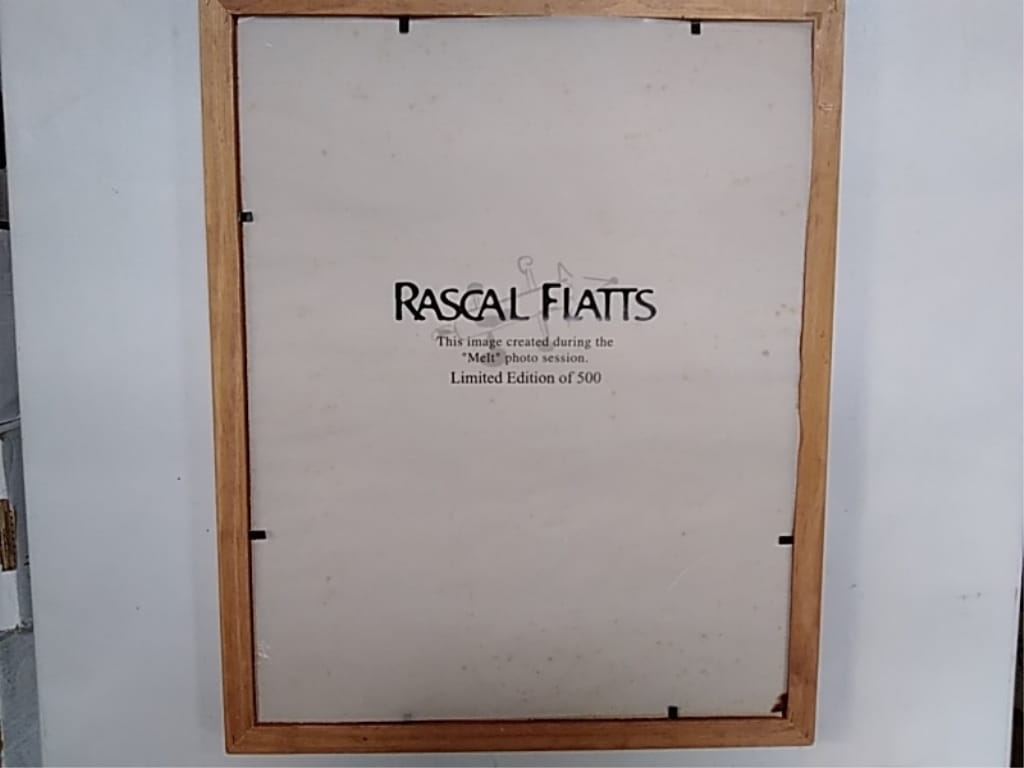 RASCAL FLATTS
This image created during the
"Melt" photo session.
Limited Edition of 500